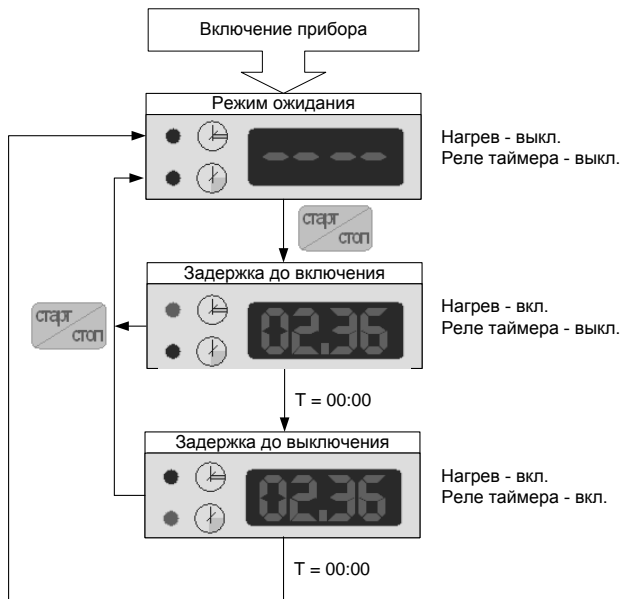 Включение прибора
Режим ожидания
- - - -
Нагрев - выкл.
Реле таймера - выкл.
старт
стоп
Задержка до включения
02.36
Нагрев - вкл.
Реле таймера - выкл.
старт
стоп
T = 00:00
Задержка до выключения
02.36
Нагрев - вкл.
Реле таймера - вкл.
T = 00:00